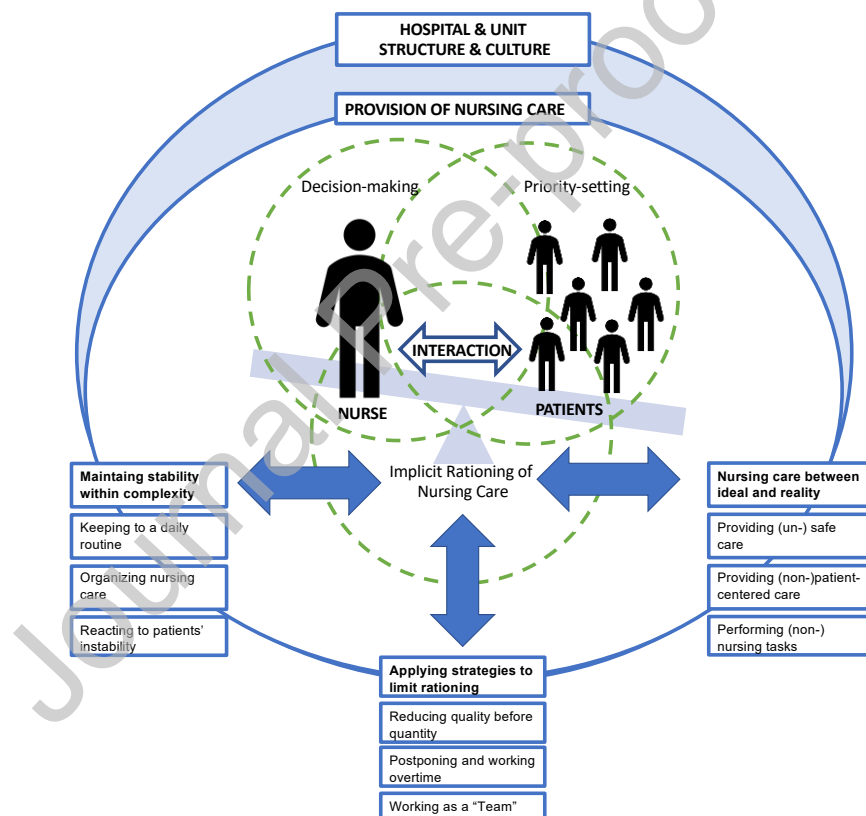 HOSPITAL & UNIT
STRUCTURE & CULTURE
PROVISION OF NURSING CARE
Decision-making
Priority-setting
INTERACTION
NURSE
PATIENTS
Implicit Rationing of
Nursing Care
Maintaing stability
within complexity
Keeping to a daily
routine
Organizing nursing
care
Reacting to patients'
instability
Nursing care between
ideal and reality
Providing (un-) safe
care
Providing (non-)patient-
centered care
Performing (non-)
nursing tasks
Applying strategies to
limit rationing
Reducing quality before
quantity
Postponing and working
overtime
Working as a “Team”
Journal Pre-proo